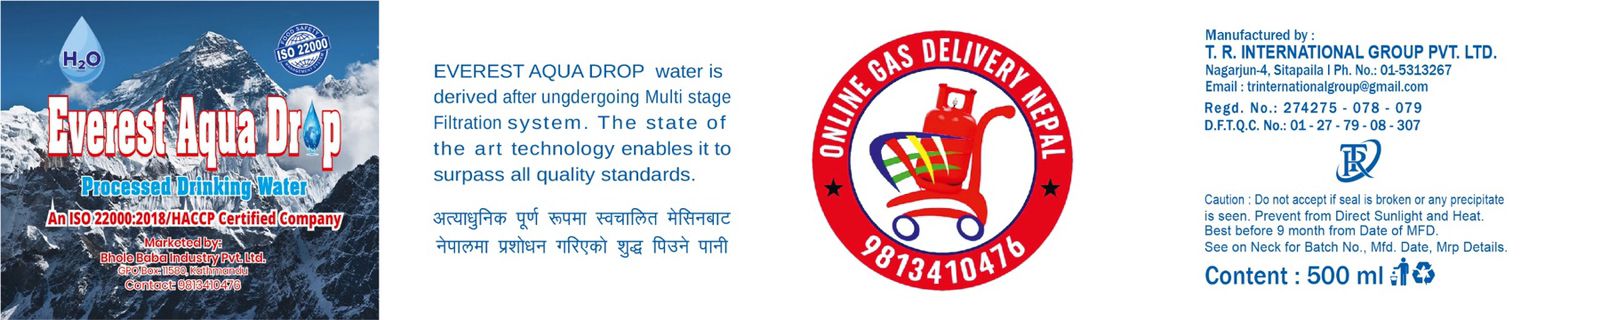 H₂O
FOOD SAFETY
ISO 22000
MANAGEMENT SYSTEM
Everest Aqua Drop
Processed Drinking Water
An ISO 22000:2018/HACCP Certified Company
Marketed by:
Bhole Baba Industry Pvt. Ltd.
GPO Box: 11580, Kathmandu
Contact: 9813410476
EVEREST AQUA DROP water is
derived after ungdergoing Multi stage
Filtration system. The state of
the art technology enables it to
surpass all quality standards.
अत्याधुनिक पूर्ण रूपमा स्वचालित मेसिनबाट
नेपालमा प्रशोधन गरिएको शुद्ध पिउने पानी
ONLINE GAS DELIVERY NEPAL
9813410476
Manufactured by :
T. R. INTERNATIONAL GROUP PVT. LTD.
Nagarjun-4, Sitapaila I Ph. No.: 01-5313267
Email : trinternationalgroup@gmail.com
Regd. No.: 274275 - 078 - 079
D.F.T.Q.C. No.: 01 - 27 - 79 - 08 - 307
TR
Caution : Do not accept if seal is broken or any precipitate
is seen. Prevent from Direct Sunlight and Heat.
Best before 9 month from Date of MFD.
See on Neck for Batch No., Mfd. Date, Mrp Details.
Content : 500 ml